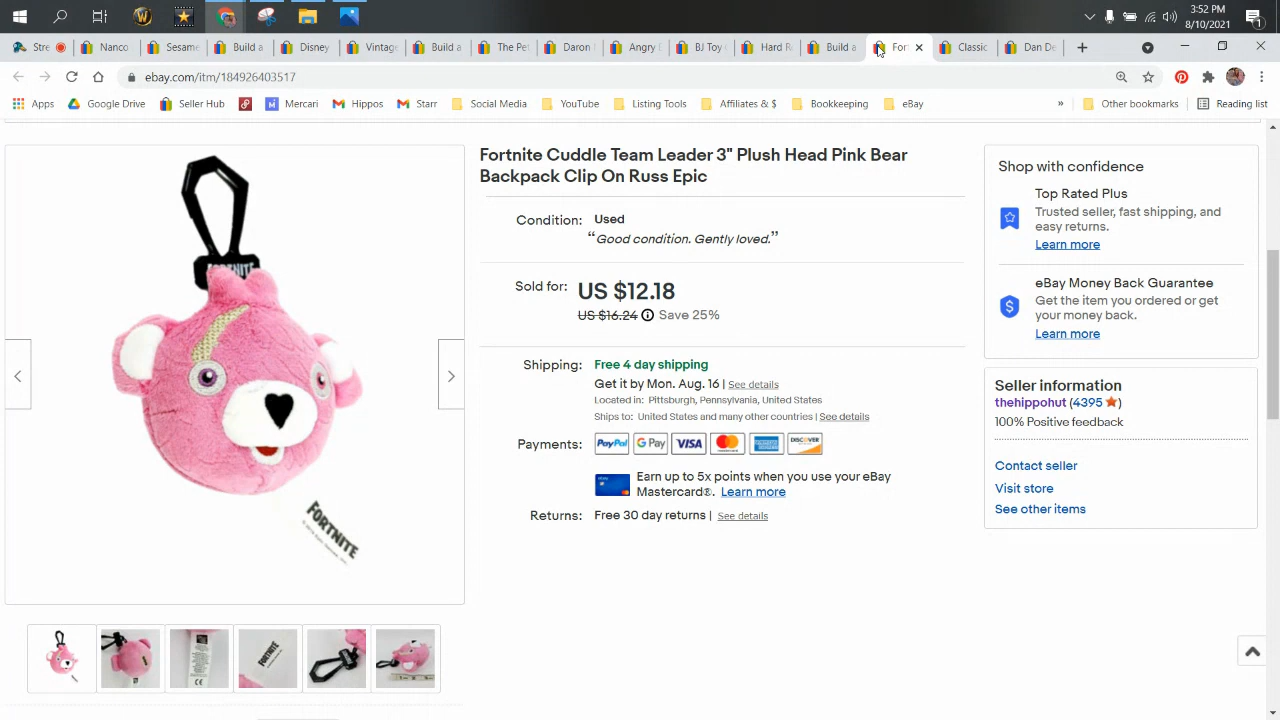 3:52 PM
8/10/2021
Stre
Nanco
Sesame
Build a
Disney
Vintage
Build a
The Pet
Daron
Angry
BJ Toy
Hard R
Build a
For
Classic
Dan De
ebay.com/itm/184926403517
Apps
Google Drive
Seller Hub
Mercari
Hippos
Starr
Social Media
YouTube
Listing Tools
Affiliates & $
Bookkeeping
eBay
»
Other bookmarks
Reading list
Fortnite Cuddle Team Leader 3" Plush Head Pink Bear
Backpack Clip On Russ Epic
Condition: Used
“Good condition. Gently loved.”
Sold for: US $12.18
US $16.24 Save 25%
Shipping: Free 4 day shipping
Get it by Mon. Aug. 16 | See details
Located in: Pittsburgh, Pennsylvania, United States
Ships to: United States and many other countries | See details
Payments: PayPal G Pay VISA mastercard AMERICAN EXPRESS DISCOVER
Earn up to 5x points when you use your eBay
Mastercard®. Learn more
Returns: Free 30 day returns | See details
Shop with confidence
Top Rated Plus
Trusted seller, fast shipping, and
easy returns.
Learn more
eBay Money Back Guarantee
Get the item you ordered or get
your money back.
Learn more
Seller information
thehippohut (4395)
100% Positive feedback
Contact seller
Visit store
See other items
FORTNITE
FORTNITE
FORTNITE